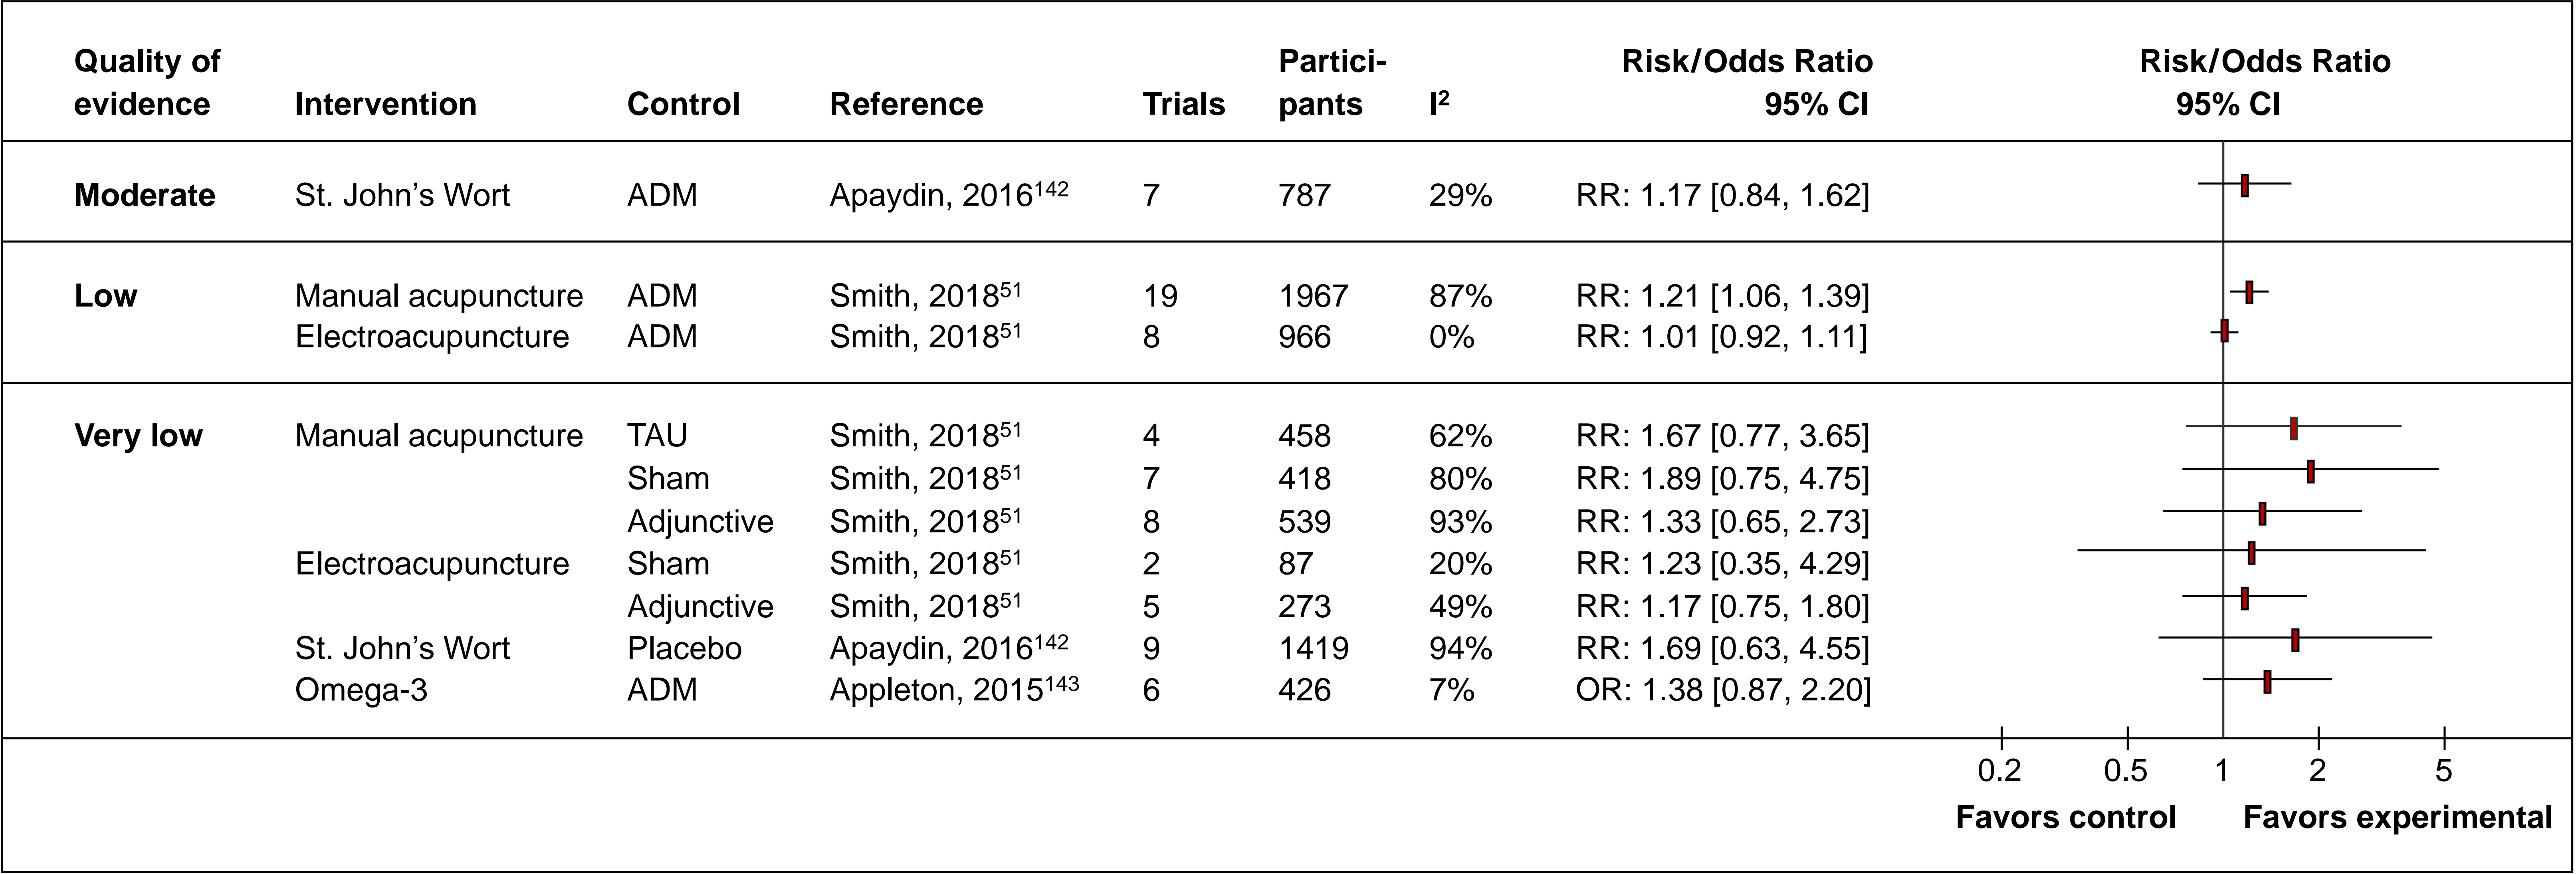 Quality of evidence Intervention Control Reference Trials Partici-pants I² Risk/Odds Ratio 95% CI Risk/Odds Ratio 95% CI
Moderate St. John’s Wort ADM Apaydin, 2016¹⁴² 7 787 29% RR: 1.17 [0.84, 1.62]
Low Manual acupuncture ADM Smith, 2018⁵¹ 19 1967 87% RR: 1.21 [1.06, 1.39]
Electroacupuncture ADM Smith, 2018⁵¹ 8 966 0% RR: 1.01 [0.92, 1.11]
Very low Manual acupuncture TAU Smith, 2018⁵¹ 4 458 62% RR: 1.67 [0.77, 3.65]
Sham Smith, 2018⁵¹ 7 418 80% RR: 1.89 [0.75, 4.75]
Adjunctive Smith, 2018⁵¹ 8 539 93% RR: 1.33 [0.65, 2.73]
Electroacupuncture Sham Smith, 2018⁵¹ 2 87 20% RR: 1.23 [0.35, 4.29]
Adjunctive Smith, 2018⁵¹ 5 273 49% RR: 1.17 [0.75, 1.80]
St. John’s Wort Placebo Apaydin, 2016¹⁴² 9 1419 94% RR: 1.69 [0.63, 4.55]
Omega-3 ADM Appleton, 2015¹⁴³ 6 426 7% OR: 1.38 [0.87, 2.20]
0.2 0.5 1 2 5
Favors control Favors experimental